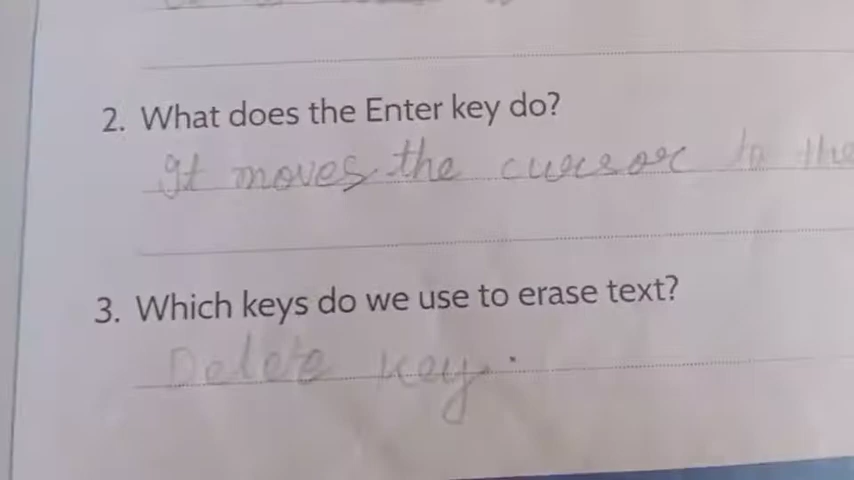 2. What does the Enter key do?
It moves the cursor to the
3. Which keys do we use to erase text?
Delete key.